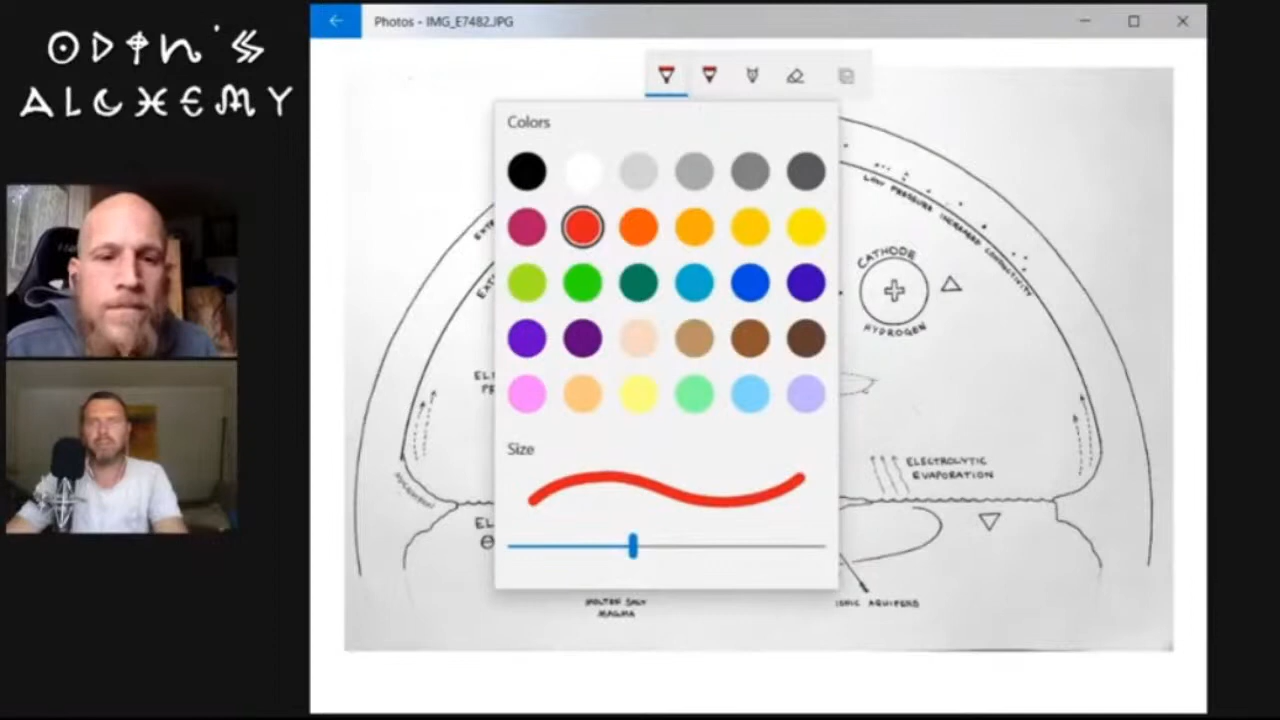 ODIN'S
ALCHEMY
Photos - IMG_E7482.JPG
Colors
LOW PRESSURE INCREASED CONDUCTIVITY
CATHODE
+
HYDROGEN
Size
ELECTROLYTIC
EVAPORATION
MOLTEN SALT
MAGMA
IONIC AQUIFERS